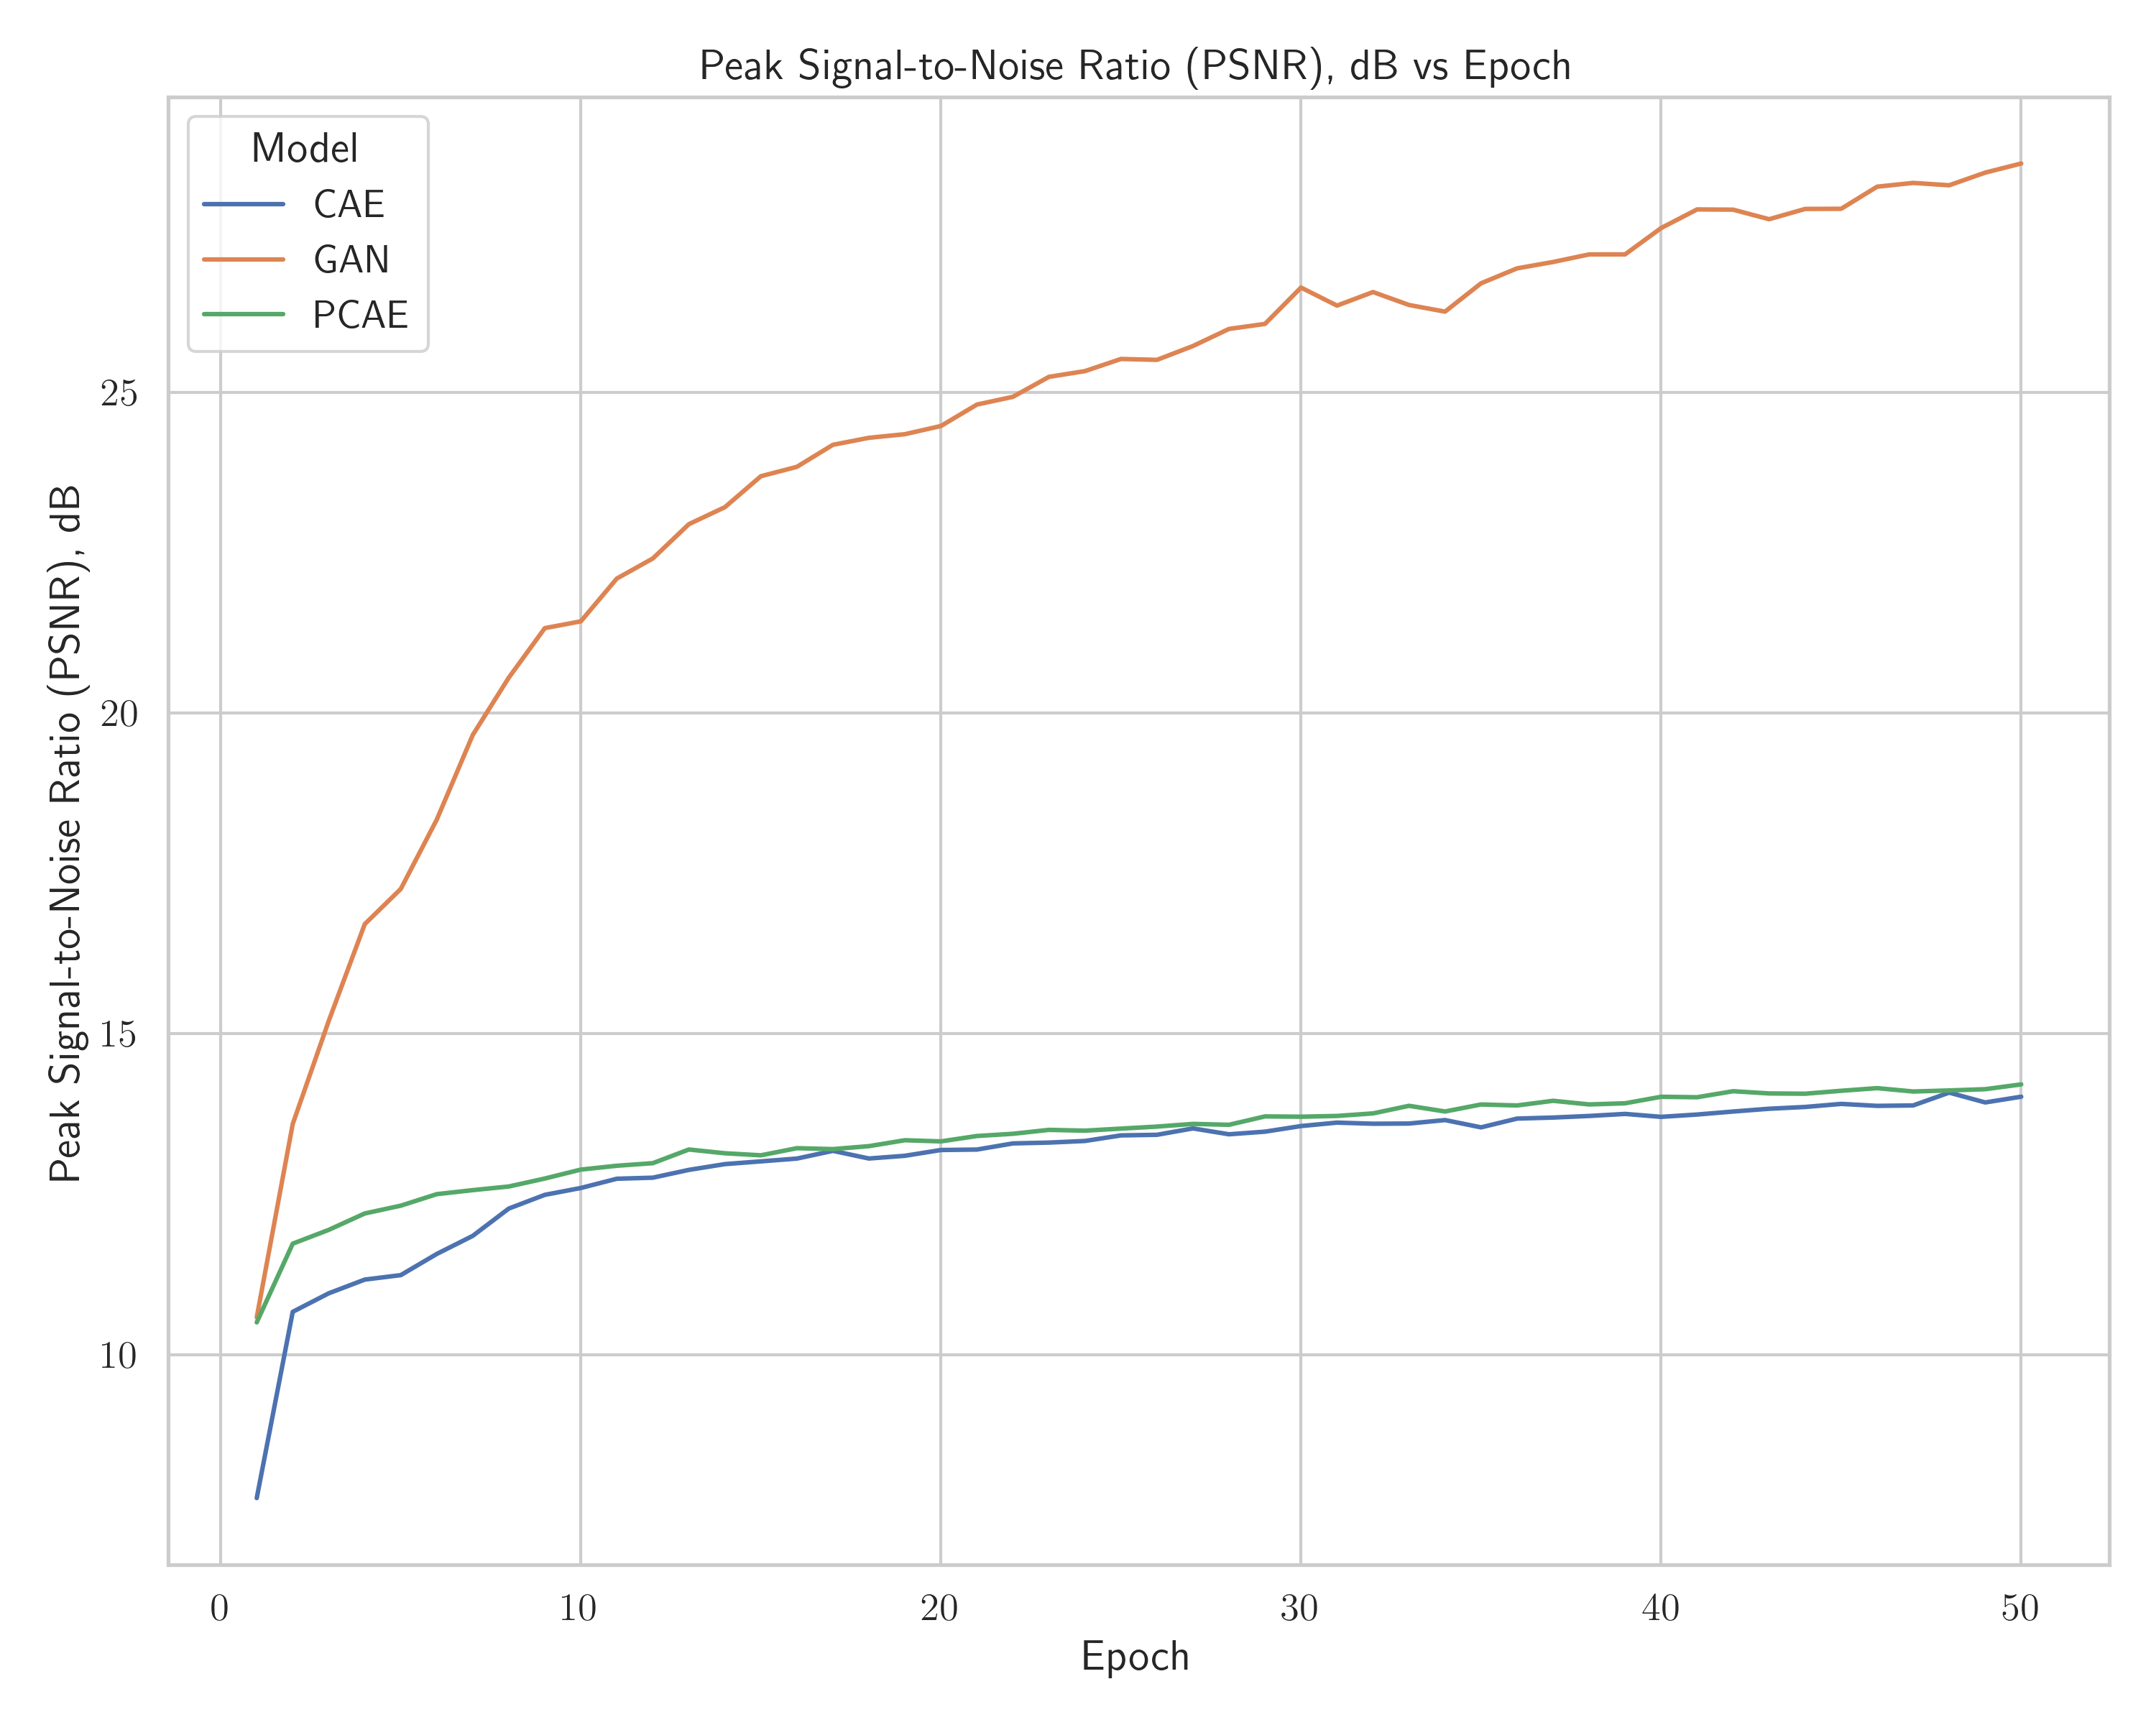 Peak Signal-to-Noise Ratio (PSNR), dB vs Epoch
Model
CAE
GAN
PCAE
Peak Signal-to-Noise Ratio (PSNR), dB
25
20
15
10
0 10 20 30 40 50
Epoch